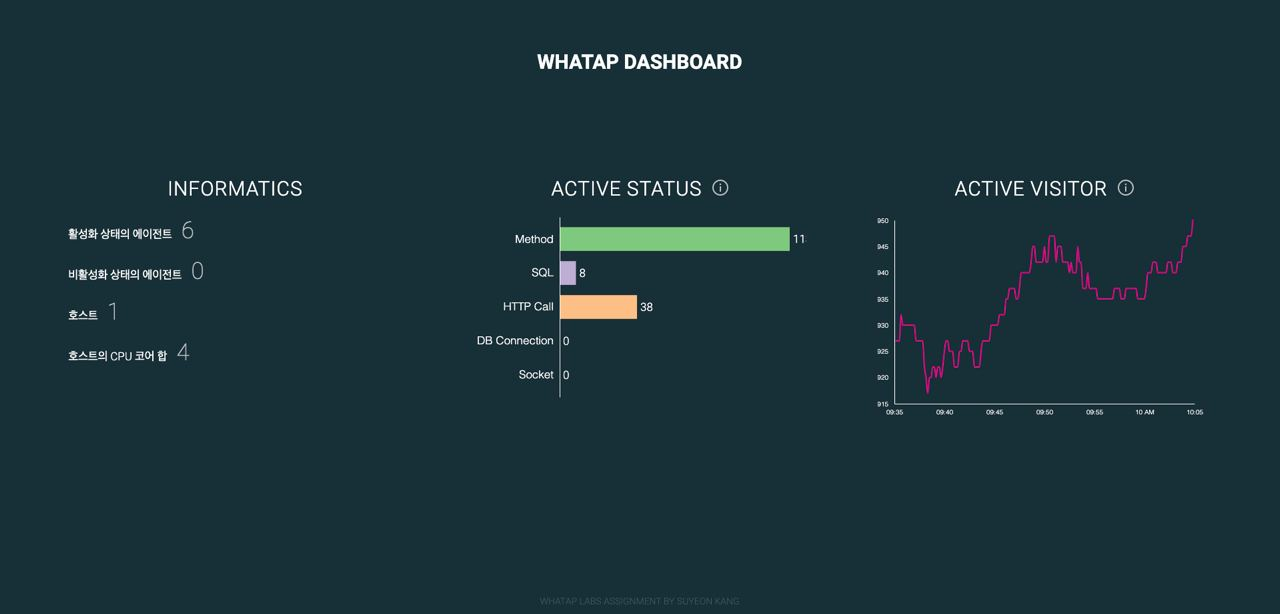 WHATAP DASHBOARD
INFORMATICS
활성화 상태의 에이전트 6
비활성화 상태의 에이전트 0
호스트 1
호스트의 CPU 코어 합 4
ACTIVE STATUS
Method
SQL 8
HTTP Call 38
DB Connection 0
Socket 0
ACTIVE VISITOR
950
945
940
935
930
925
920
915
09:35 09:40 09:45 09:50 09:55 10 AM 10:05
WHATAP LABS ASSIGNMENT BY SUYEON KANG